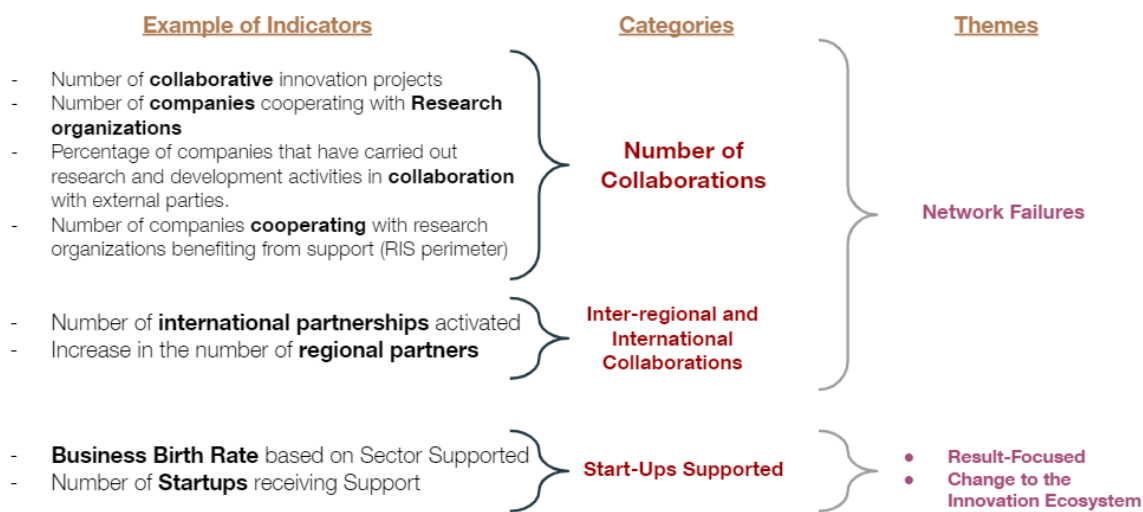 Example of Indicators
Categories
Themes
- Number of collaborative innovation projects
- Number of companies cooperating with Research
organizations
- Percentage of companies that have carried out
research and development activities in collaboration
with external parties.
- Number of companies cooperating with research
organizations benefiting from support (RIS perimeter)
Number of
Collaborations
Network Failures
- Number of international partnerships activated
- Increase in the number of regional partners
Inter-regional and
International
Collaborations
- Business Birth Rate based on Sector Supported
- Number of Startups receiving Support
Start-Ups Supported
● Result-Focused
● Change to the
Innovation Ecosystem